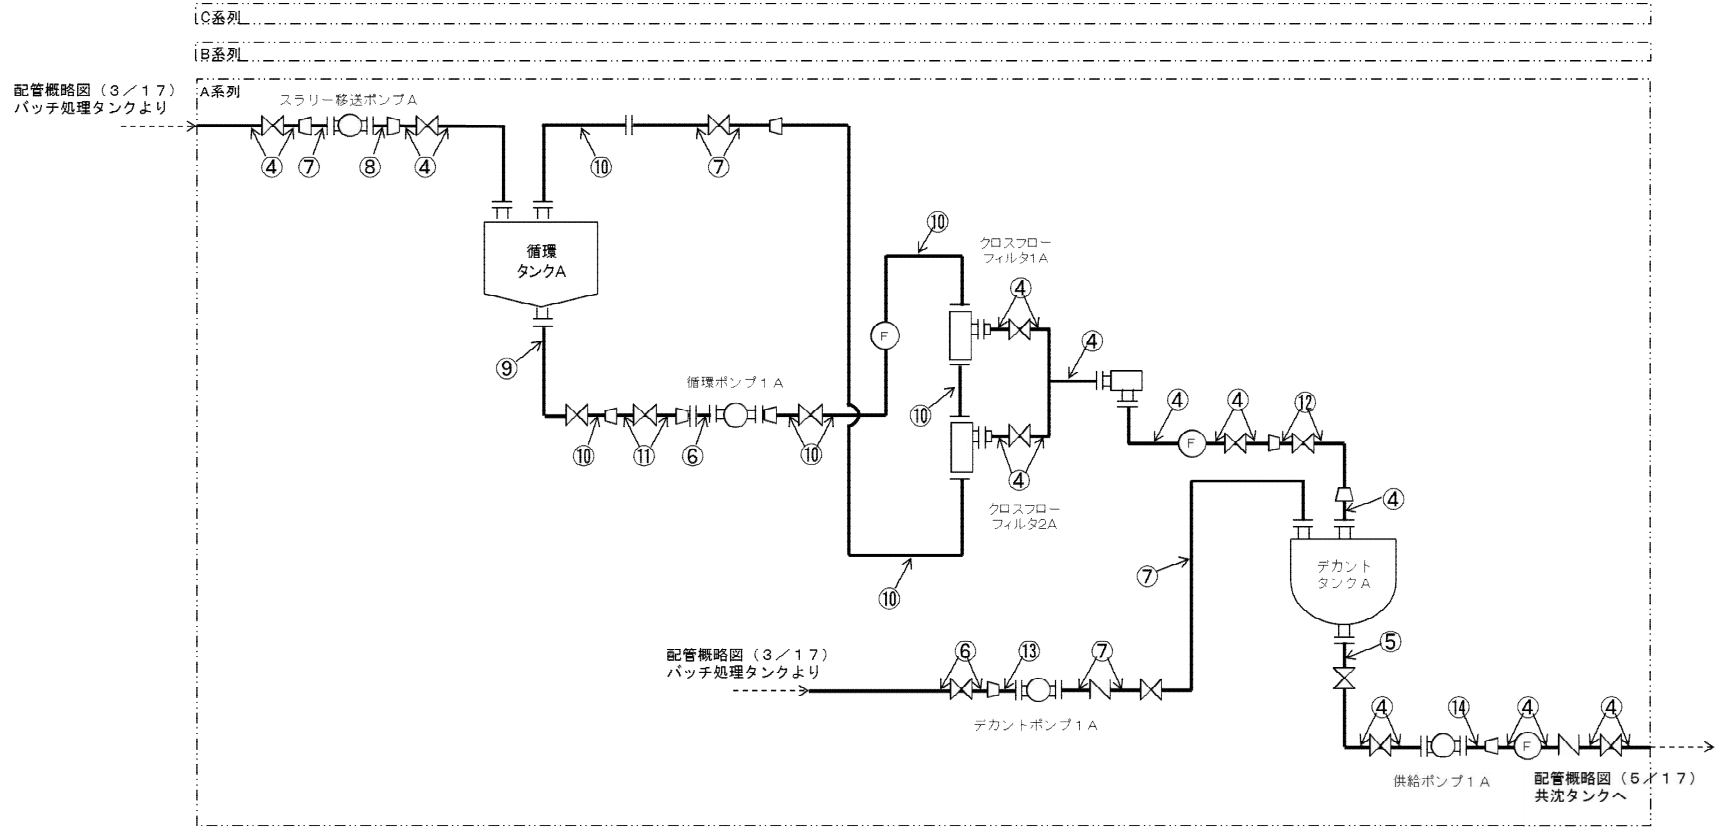 C系列
B系列
A系列
配管概略図(3/17)
バッチ処理タンクより
スラリー移送ポンプA
④
⑦
⑧
④
⑩
⑦
循環
タンクA
⑨
循環ポンプ1A
⑩
⑪
⑥
⑩
F
⑩
クロスフロー
フィルタ1A
④
⑩
④
クロスフロー
フィルタ2A
⑩
④
④
F
④
⑫
④
⑦
デカント
タンクA
⑤
配管概略図(3/17)
バッチ処理タンクより
⑥
⑬
⑦
デカントポンプ1A
④
⑭
④
F
④
供給ポンプ1A
配管概略図(5/17)
共沈タンクへ